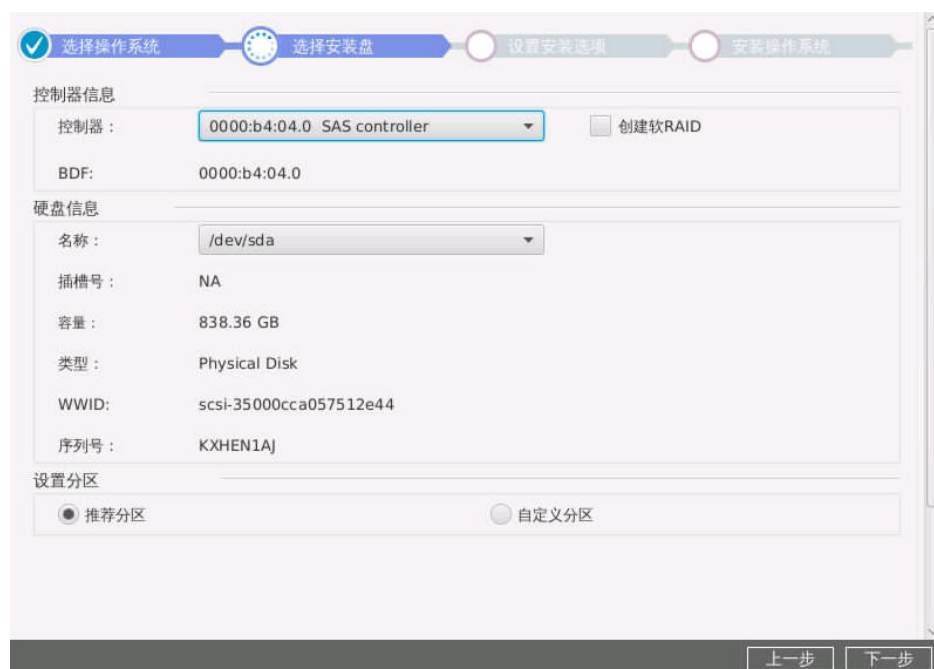 选择操作系统 选择安装盘 设置安装选项 安装操作系统
控制器信息
控制器： 0000:b4:04.0 SAS controller 创建软RAID
BDF: 0000:b4:04.0
硬盘信息
名称： /dev/sda
插槽号： NA
容量： 838.36 GB
类型： Physical Disk
WWID: scsi-35000cca057512e44
序列号： KXHEN1AJ
设置分区
推荐分区 自定义分区
上一步 下一步